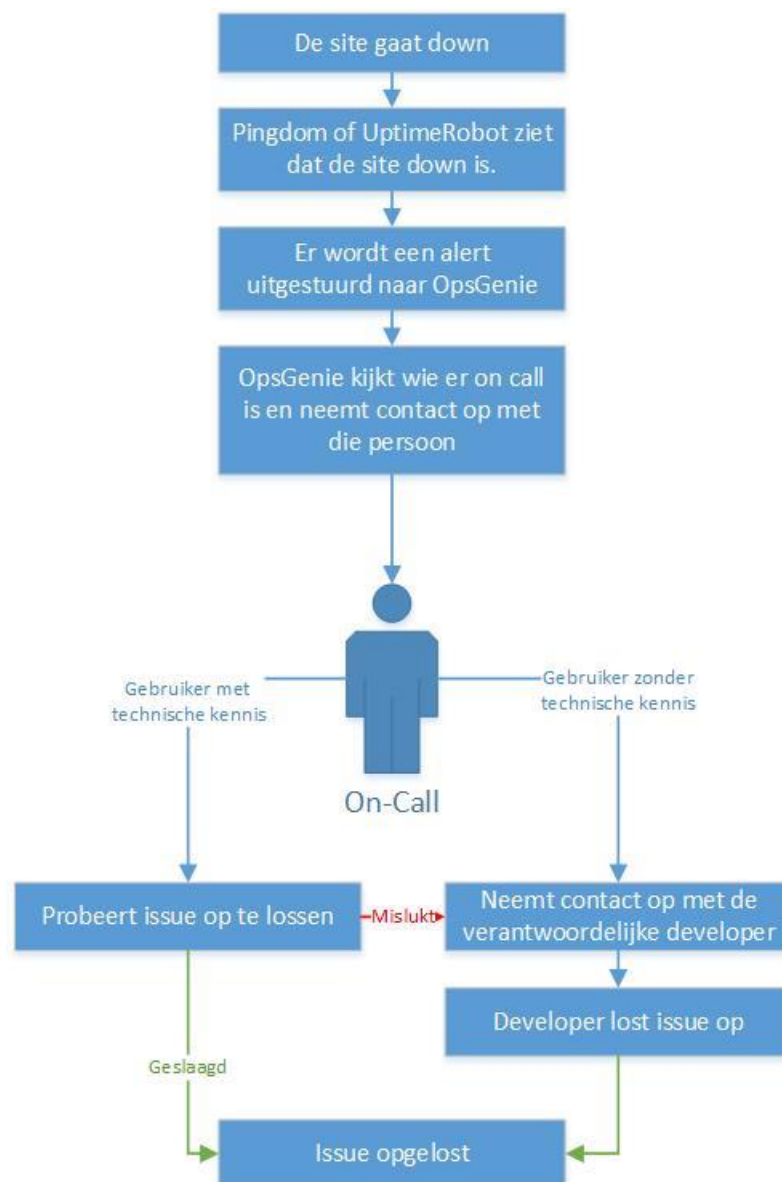 De site gaat down
Pingdom of UptimeRobot ziet
dat de site down is.
Er wordt een alert
uitgestuurd naar OpsGenie
OpsGenie kijkt wie er on call
is en neemt contact op met
die persoon
Gebruiker met
technische kennis
Gebruiker zonder
technische kennis
On-Call
Probeert issue op te lossen
Mislukt
Neemt contact op met de
verantwoordelijke developer
Developer lost issue op
Geslaagd
Issue opgelost